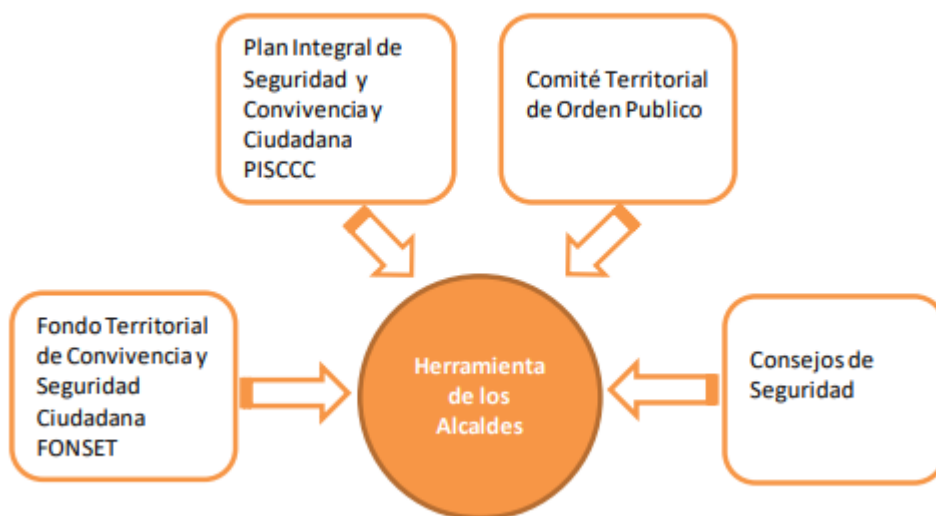 Plan Integral de
Seguridad y
Convivencia y
Ciudadana
PISCCC
Comité Territorial
de Orden Publico
Fondo Territorial
de Convivencia y
Seguridad
Ciudadana
FONSET
Herramienta
de los
Alcaldes
Consejos de
Seguridad